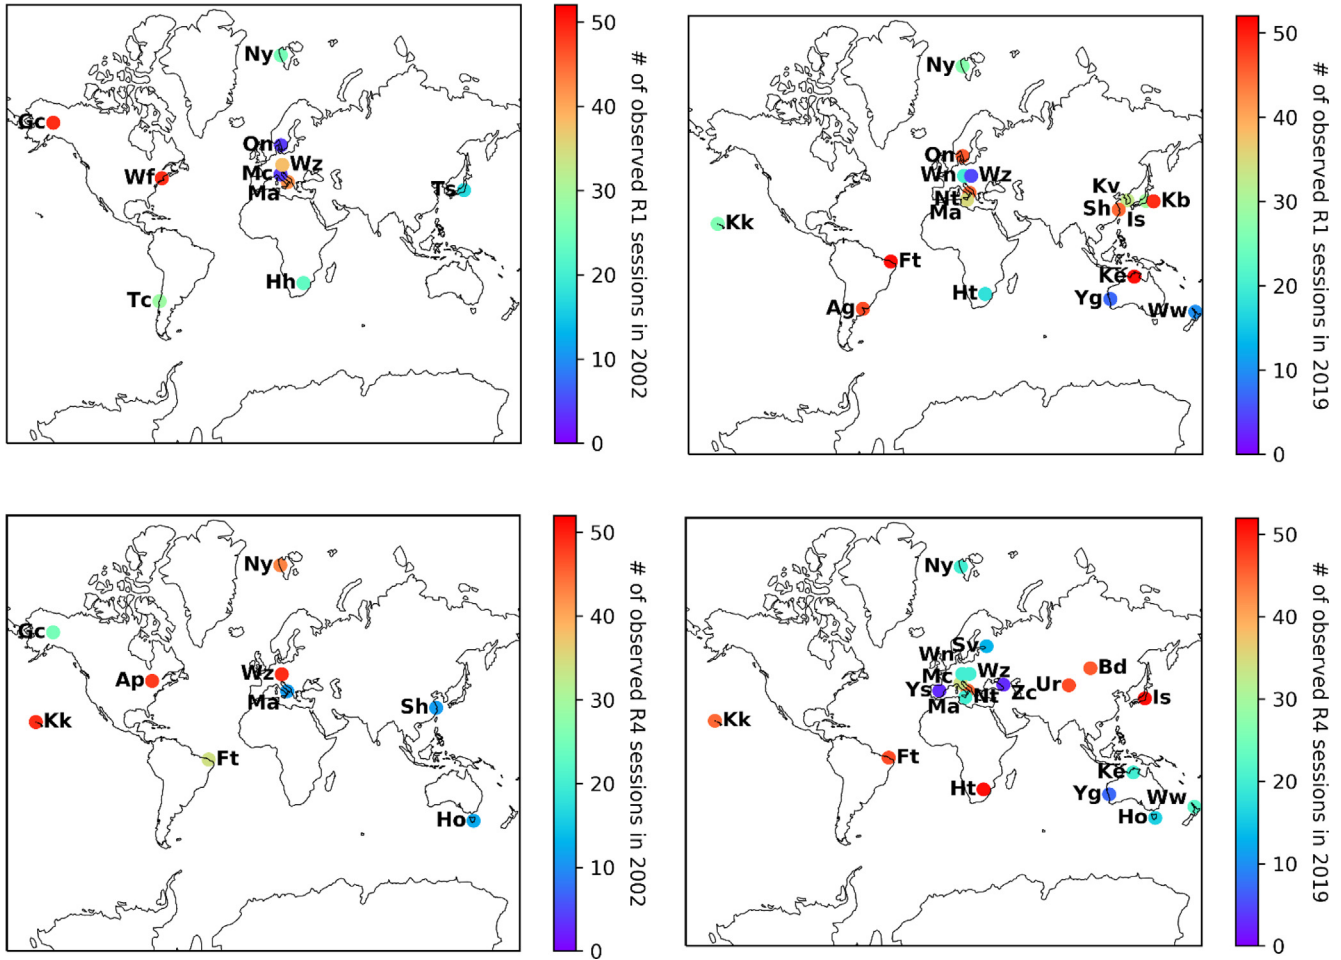 Ny
Gc
On
Wz
Wf
Mc
Ma
Ts
Hh
Tc
50
40
30
20
10
0
# of observed R1 sessions in 2002
Ny
On
Wn
Wz
Nt
Ma
Kv
Sh
Is
Kb
Kk
Ft
Ke
Ht
Yg
Ag
Ww
50
40
30
20
10
0
# of observed R1 sessions in 2019
Ny
Gc
Ap
Wz
Ma
Sh
Kk
Ft
Ho
50
40
30
20
10
0
# of observed R4 sessions in 2002
Ny
Sv
Wn
Mc
Wz
Bd
Ys
Ur
Zc
Nt
Is
Ma
Kk
Ft
Ke
Ht
Yg
Ww
Ho
50
40
30
20
10
0
# of observed R4 sessions in 2019